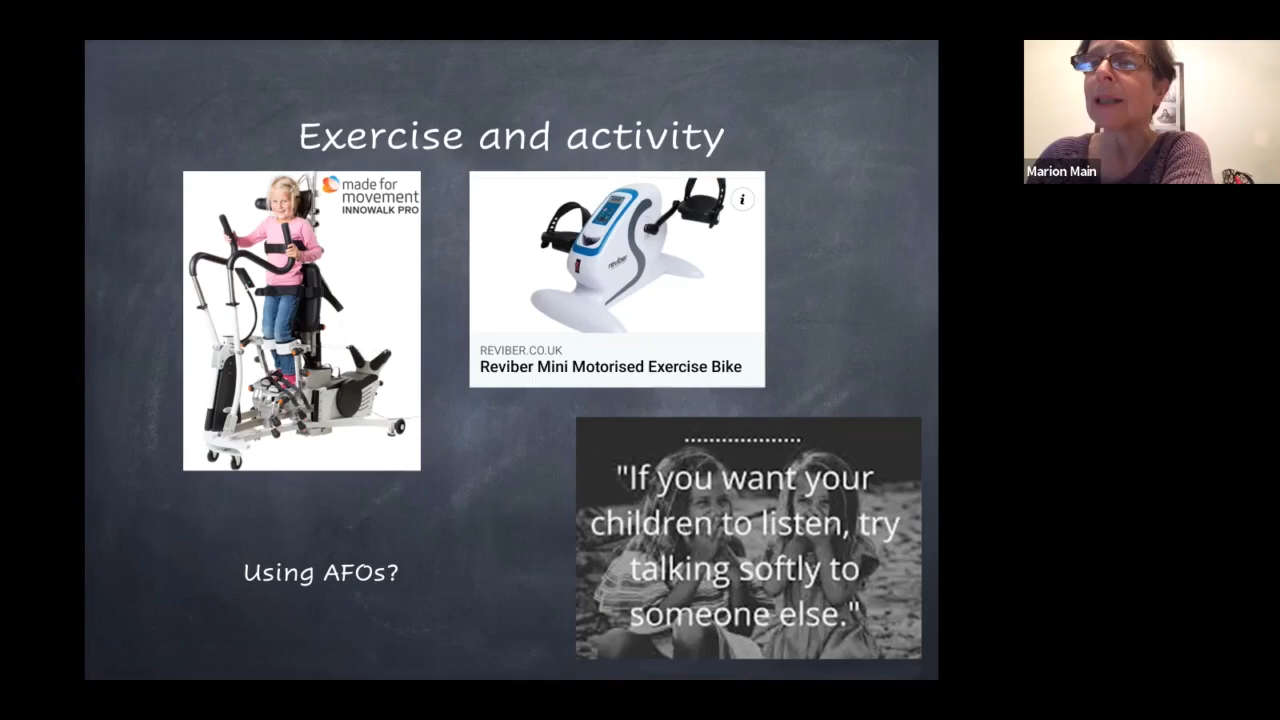 Exercise and activity
made for
movement
INNOWALK PRO
i
reviber
REVIBER.CO.UK
Reviber Mini Motorised Exercise Bike
"If you want your
children to listen, try
talking softly to
someone else."
Using AFOs?
Marion Main